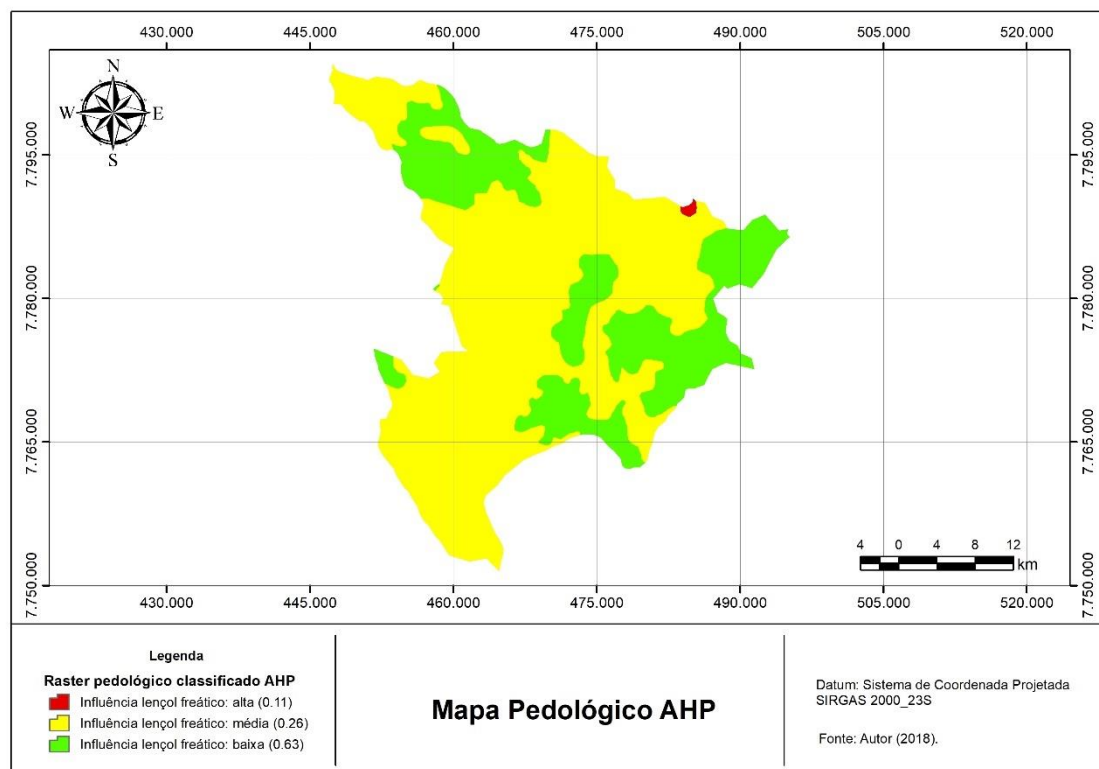 430.000 445.000 460.000 475.000 490.000 505.000 520.000
N
W E
S
7.795.000 7.795.000
7.780.000 7.780.000
7.765.000 7.765.000
7.750.000 7.750.000
4 0 4 8 12
km
430.000 445.000 460.000 475.000 490.000 505.000 520.000
Legenda
Raster pedológico classificado AHP
Influência lençol freático: alta (0.11)
Influência lençol freático: média (0.26)
Influência lençol freático: baixa (0.63)
Mapa Pedológico AHP
Datum: Sistema de Coordenada Projetada
SIRGAS 2000_23S
Fonte: Autor (2018).